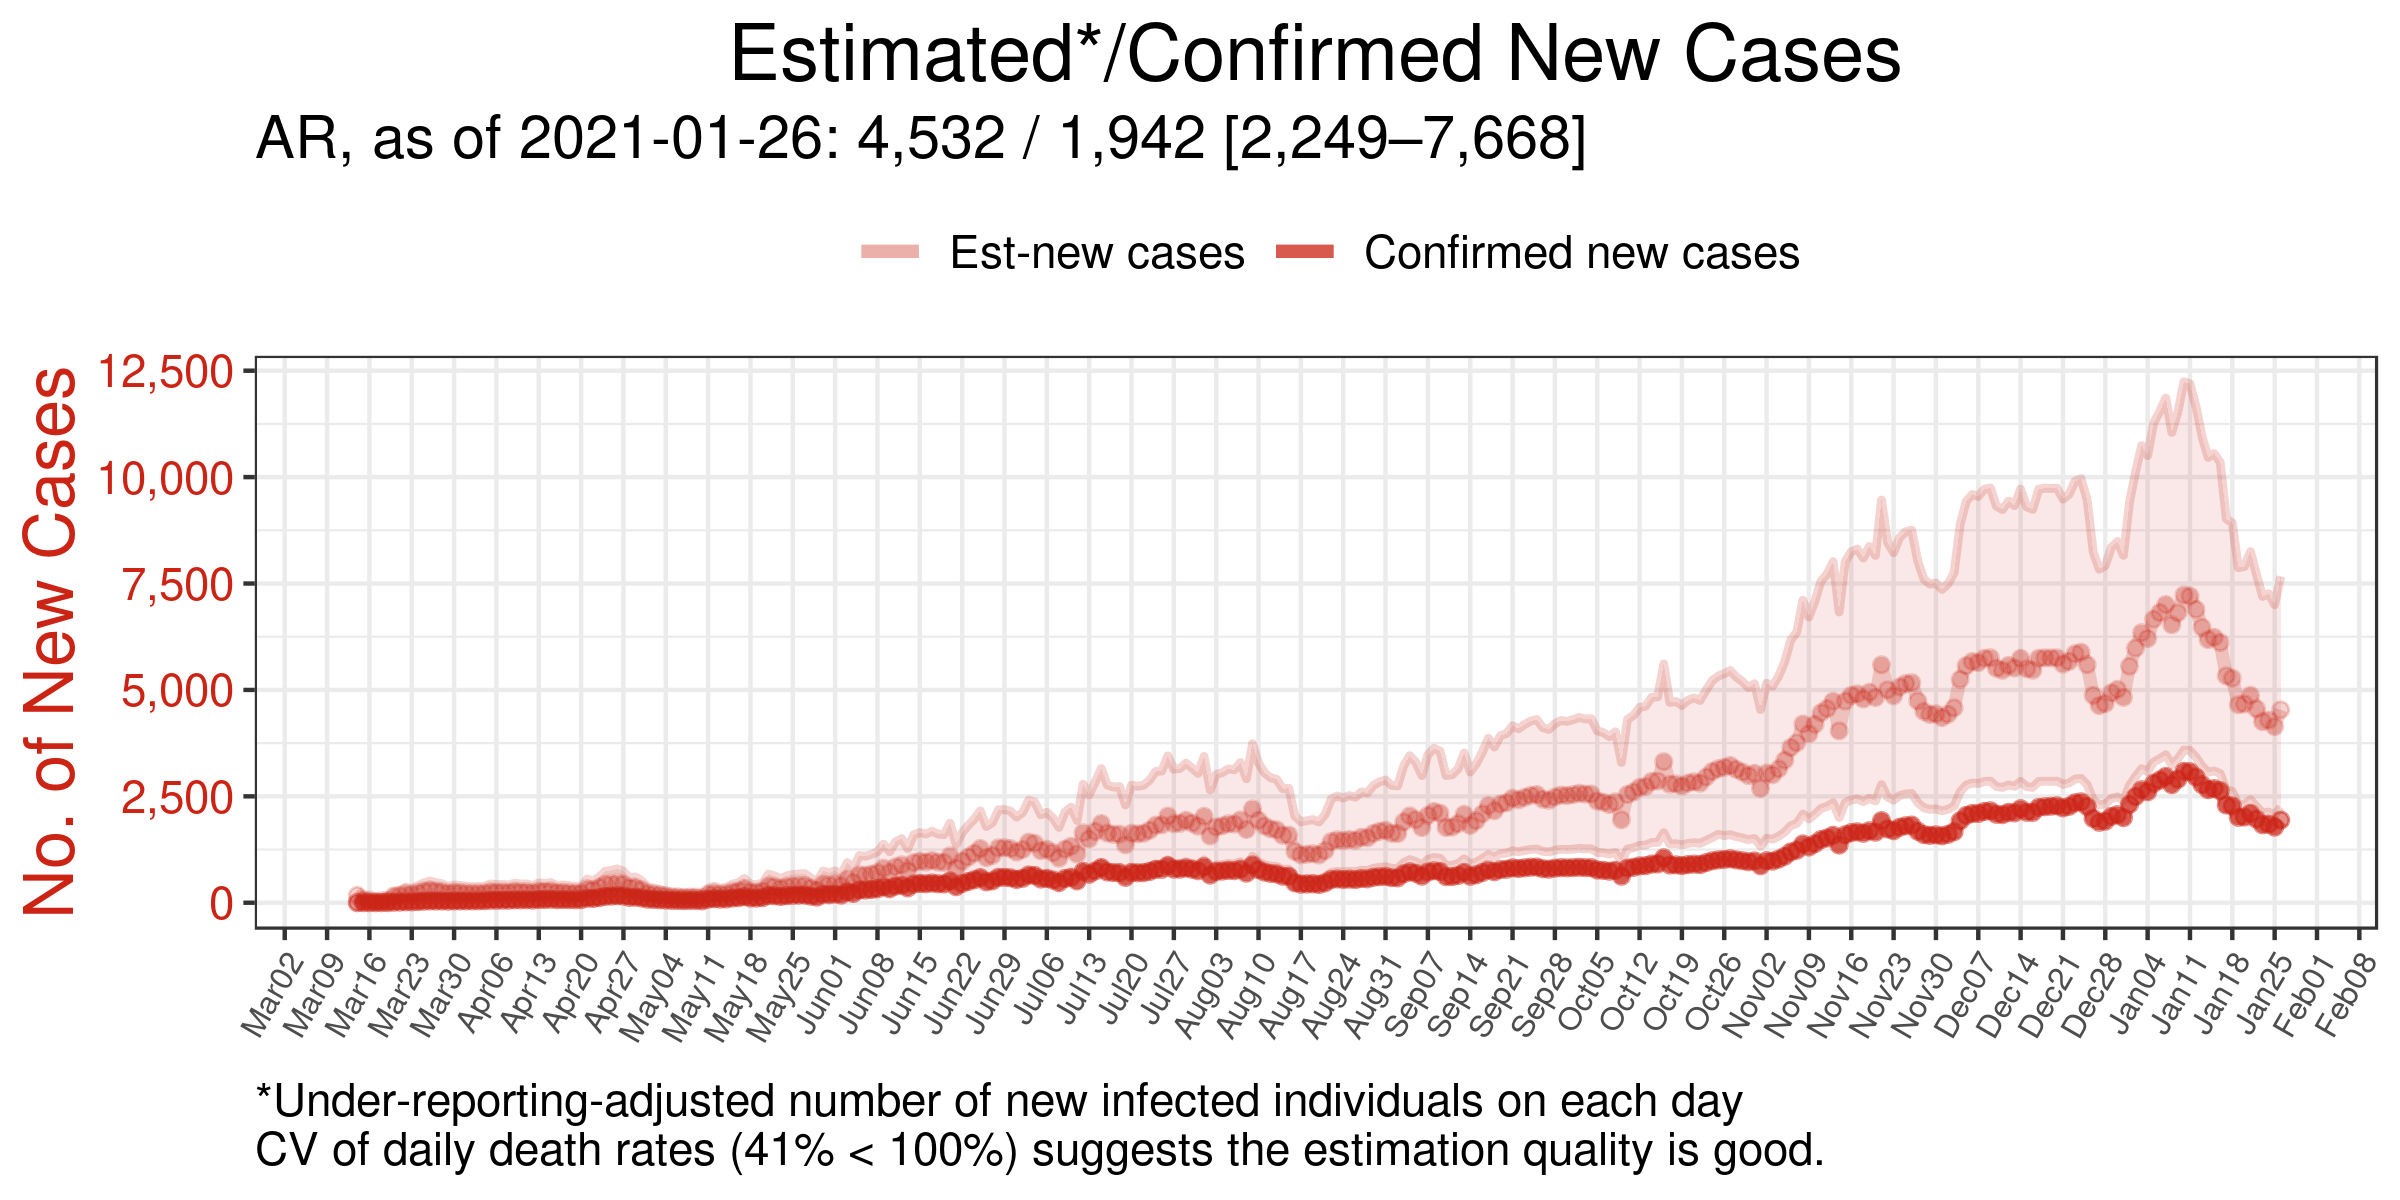 Estimated*/Confirmed New Cases
AR, as of 2021-01-26: 4,532 / 1,942 [2,249–7,668]
Est-new cases
Confirmed new cases
No. of New Cases
12,500
10,000
7,500
5,000
2,500
0
Mar02
Mar09
Mar16
Mar23
Mar30
Apr06
Apr13
Apr20
Apr27
May04
May11
May18
May25
Jun01
Jun08
Jun15
Jun22
Jun29
Jul06
Jul13
Jul20
Jul27
Aug03
Aug10
Aug17
Aug24
Aug31
Sep07
Sep14
Sep21
Sep28
Oct05
Oct12
Oct19
Oct26
Nov02
Nov09
Nov16
Nov23
Nov30
Dec07
Dec14
Dec21
Dec28
Jan04
Jan11
Jan18
Jan25
Feb01
Feb08
*Under-reporting-adjusted number of new infected individuals on each day
CV of daily death rates (41% < 100%) suggests the estimation quality is good.